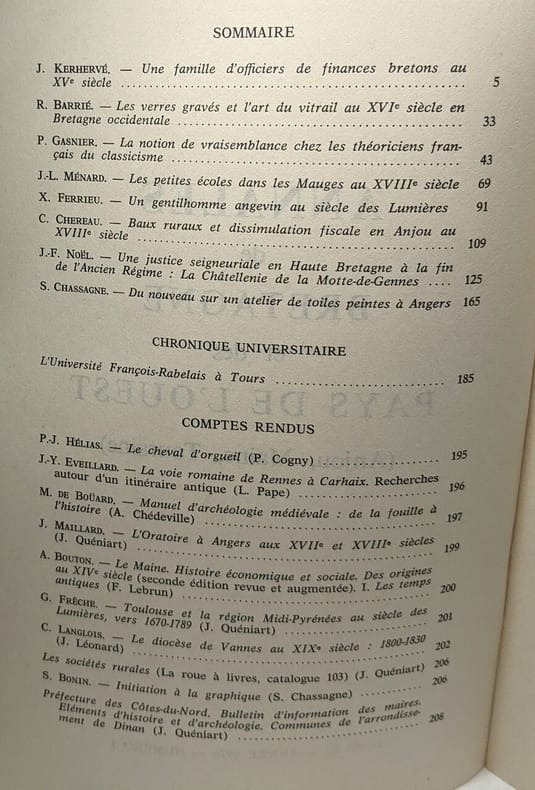 SOMMAIRE
J. KERHERVÉ. — Une famille d'officiers de finances bretons au
XVe siècle .......... 5
R. BARRIÉ. — Les verres gravés et l'art du vitrail au XVIe siècle en
Bretagne occidentale .......... 33
P. GASNIER. — La notion de vraisemblance chez les théoriciens fran-
çais du classicisme .......... 43
J.-L. MÉNARD. — Les petites écoles dans les Mauges au XVIIIe siècle 69
X. FERRIEU. — Un gentilhomme angevin au siècle des Lumières 91
C. CHEREAU. — Baux ruraux et dissimulation fiscale en Anjou au
XVIIIe siècle .......... 109
J.-F. NOËL. — Une justice seigneuriale en Haute Bretagne à la fin
de l'Ancien Régime : La Châtellenie de la Motte-de-Gennes .... 125
S. CHASSAGNE. — Du nouveau sur un atelier de toiles peintes à Angers 165
CHRONIQUE UNIVERSITAIRE
L'Université François-Rabelais à Tours .......... 185
PAYS DE L'OUEST
COMPTES RENDUS
P.-J. HÉLIAS. — Le cheval d'orgueil (P. Cogny) .......... 195
J.-Y. EVEILLARD. — La voie romaine de Rennes à Carhaix. Recherches
autour d'un itinéraire antique (L. Pape) .......... 196
M. DE BOÜARD. — Manuel d'archéologie médiévale : de la fouille à
l'histoire (A. Chédeville) .......... 197
J. MAILLARD. — L'Oratoire à Angers aux XVIIe et XVIIIe siècles
(J. Quéniart) .......... 199
A. BOUTON. — Le Maine. Histoire économique et sociale. Des origines
au XIVe siècle (seconde édition revue et augmentée). I. Les temps
antiques (F. Lebrun) .......... 200
G. FRÊCHE. — Toulouse et la région Midi-Pyrénées au siècle des
Lumières, vers 1670-1789 (J. Quéniart) .......... 201
C. LANGLOIS. — Le diocèse de Vannes au XIXe siècle : 1800-1830
(J. Léonard) .......... 202
Les sociétés rurales (La roue à livres, catalogue 103) (J. Quéniart) 206
S. BONIN. — Initiation à la graphique (S. Chassagne) .......... 206
Préfecture des Côtes-du-Nord. Bulletin d'information des maires.
Eléments d'histoire et d'archéologie. Communes de l'arrondisse-
ment de Dinan (J. Quéniart) .......... 208